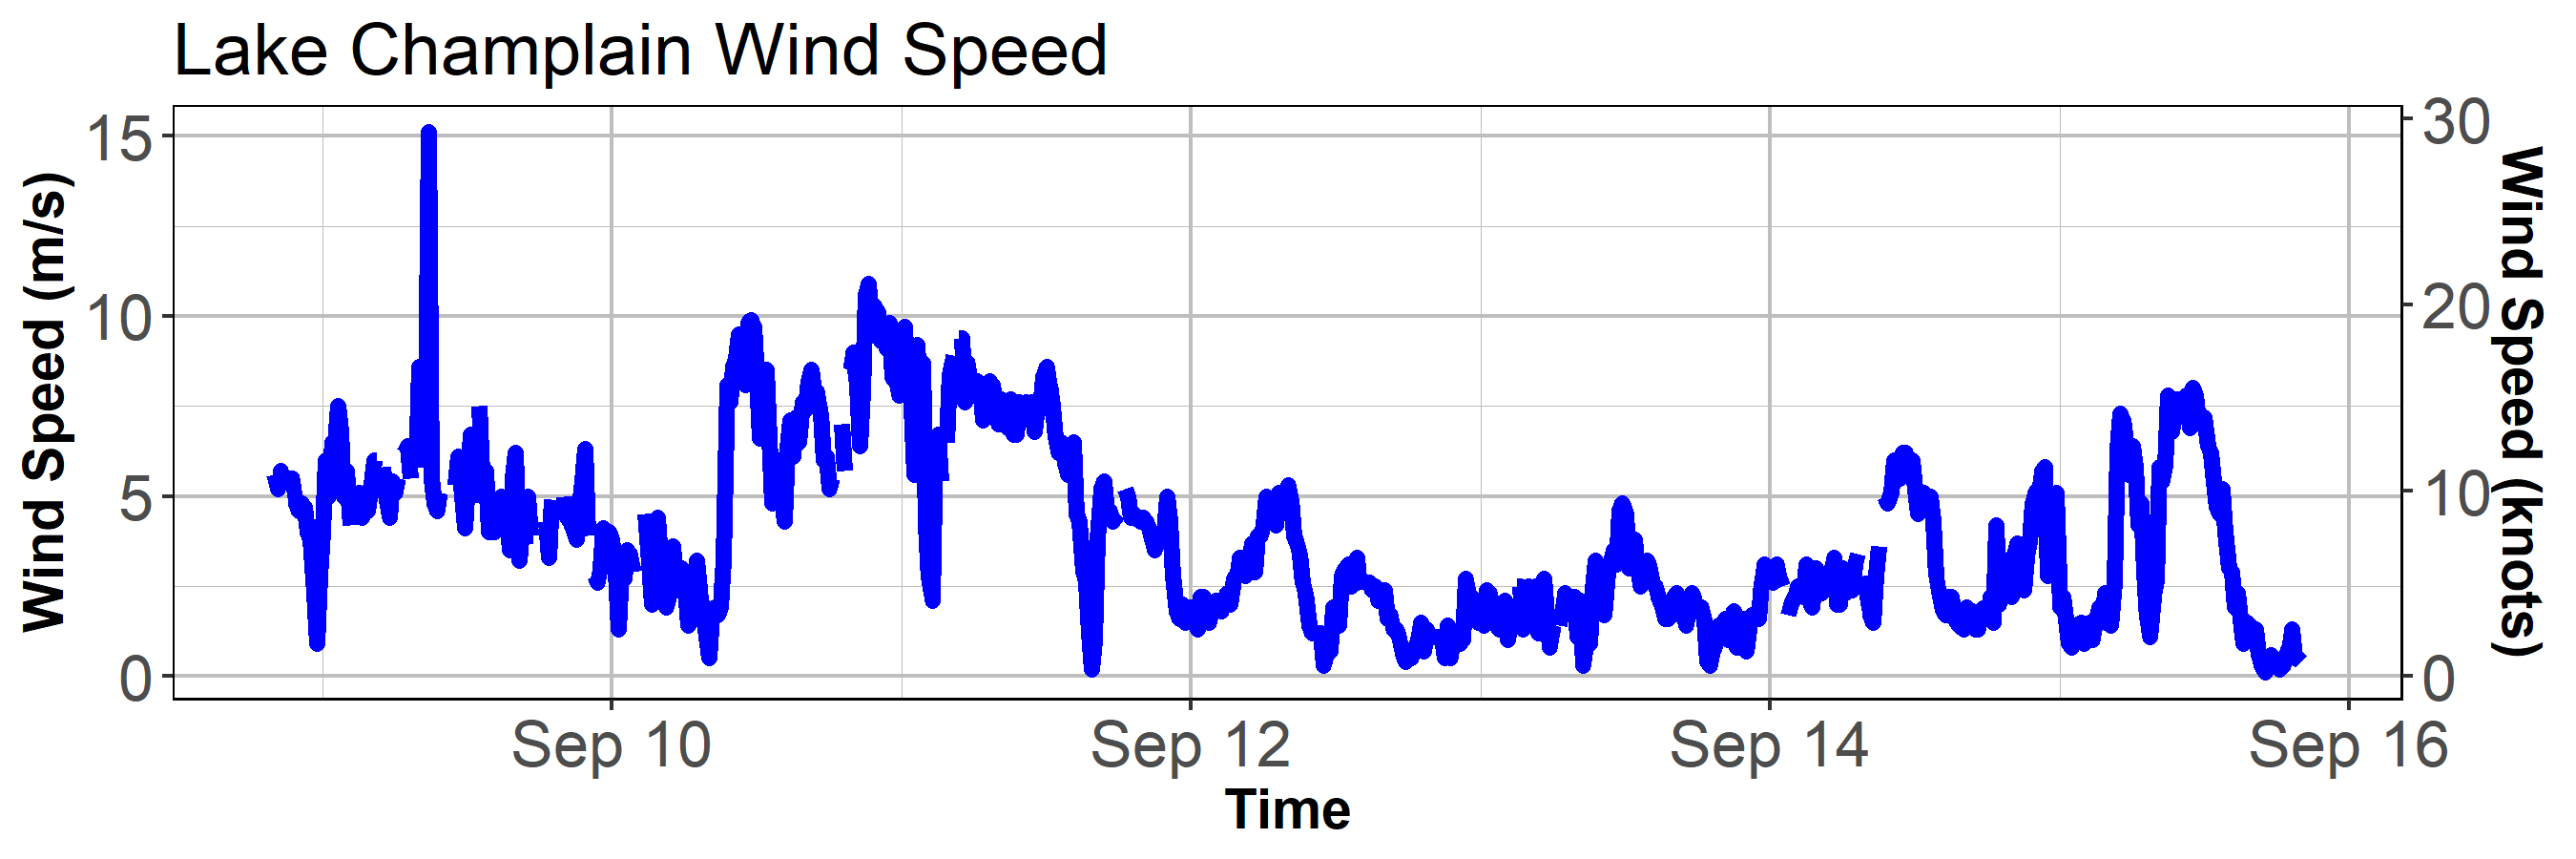 Lake Champlain Wind Speed
Wind Speed (m/s)
15
10
5
0
30
20
10
0
Wind Speed (knots)
Sep 10
Sep 12
Sep 14
Sep 16
Time